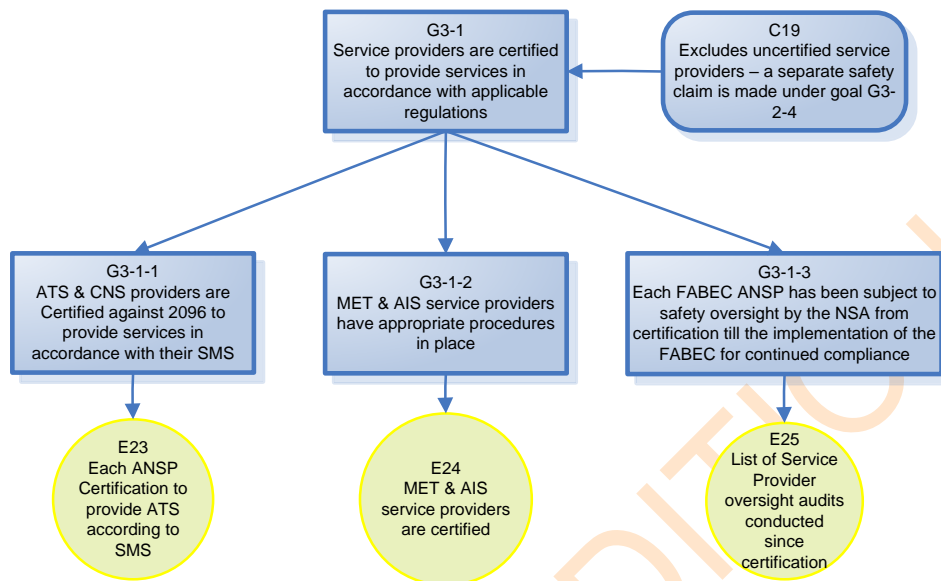 G3-1
Service providers are certified
to provide services in
accordance with applicable
regulations
C19
Excludes uncertified service
providers – a separate safety
claim is made under goal G3-
2-4
G3-1-1
ATS & CNS providers are
Certified against 2096 to
provide services in
accordance with their SMS
G3-1-2
MET & AIS service providers
have appropriate procedures
in place
G3-1-3
Each FABEC ANSP has been subject to
safety oversight by the NSA from
certification till the implementation of the
FABEC for continued compliance
E23
Each ANSP
Certification to
provide ATS
according to
SMS
E24
MET & AIS
service providers
are certified
E25
List of Service
Provider
oversight audits
conducted
since
certification